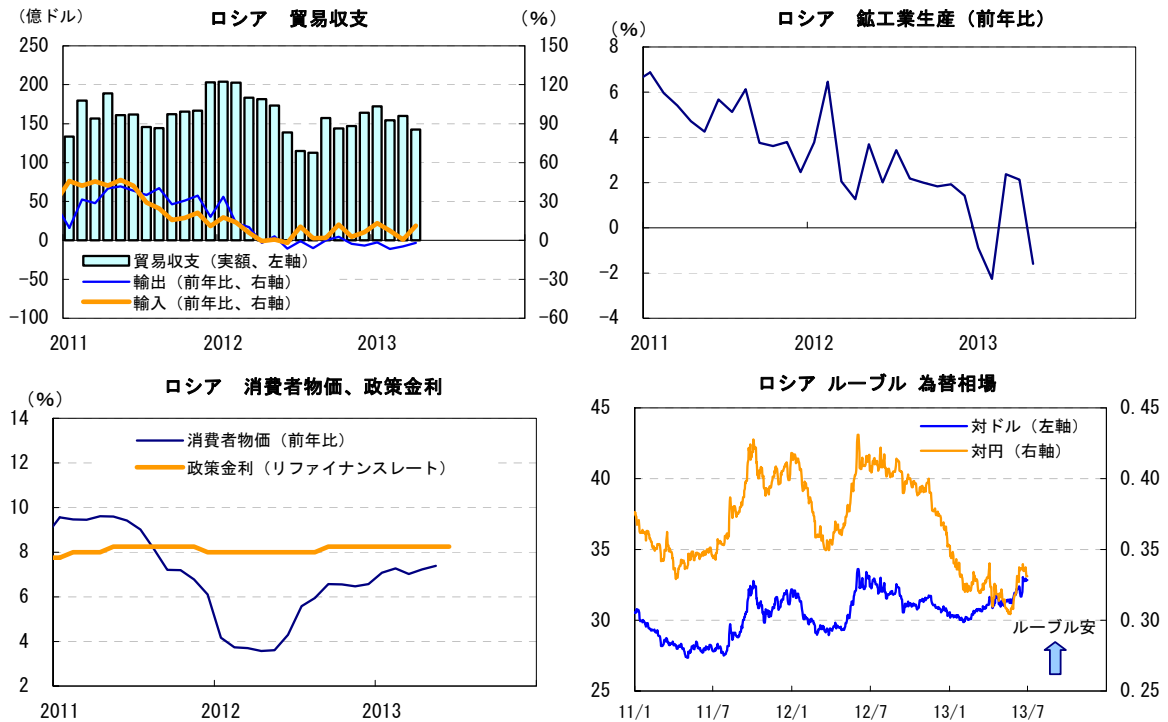 ロシア　貿易収支
(億ドル)
(%)
250
200
150
100
50
0
-50
-100
150
120
90
60
30
0
-30
-60
貿易収支（実額、左軸）
輸出（前年比、右軸）
輸入（前年比、右軸）
2011 2012 2013
ロシア　鉱工業生産（前年比）
(%)
8
6
4
2
0
-2
-4
2011 2012 2013
ロシア　消費者物価、政策金利
(%)
14
12
10
8
6
4
2
消費者物価（前年比）
政策金利（リファイナンスレート）
2011 2012 2013
ロシア ルーブル 為替相場
45
40
35
30
25
0.45
0.40
0.35
0.30
0.25
対ドル（左軸）
対円（右軸）
ルーブル安
11/1 11/7 12/1 12/7 13/1 13/7